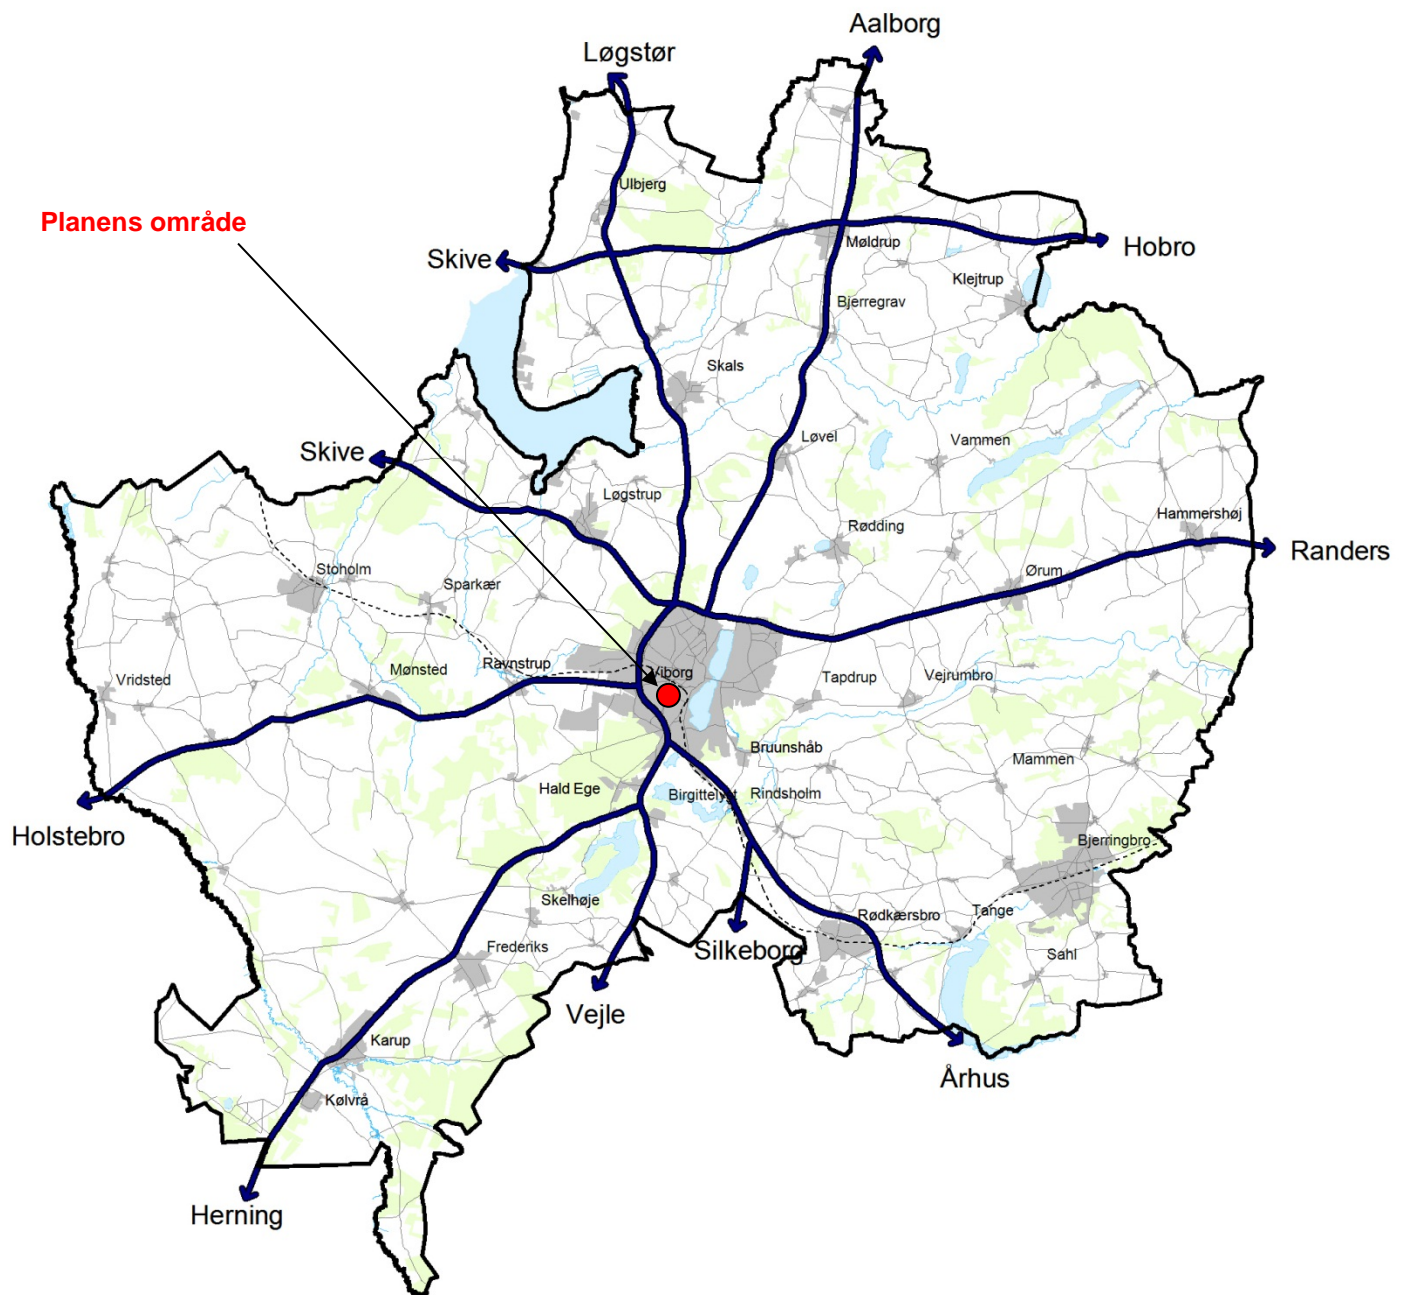 Aalborg
Løgstør
Ulbjerg
Planens område
Møldrup
Hobro
Skive
Klejtrup
Bjerregrav
Skals
Løvel
Vammen
Skive
Løgstrup
Hammershøj
Rødding
Randers
Stoholm
Ørum
Sparkær
Ravnstrup
Mønsted
Viborg
Vridsted
Tapdrup
Vejrumbro
Bruunshåb
Mammen
Hald Ege
Birgittelyst
Rindsholm
Holstebro
Bjerringbro
Skelhøje
Tange
Rødkærsbro
Frederiks
Silkeborg
Sahl
Vejle
Karup
Århus
Kølvrå
Herning